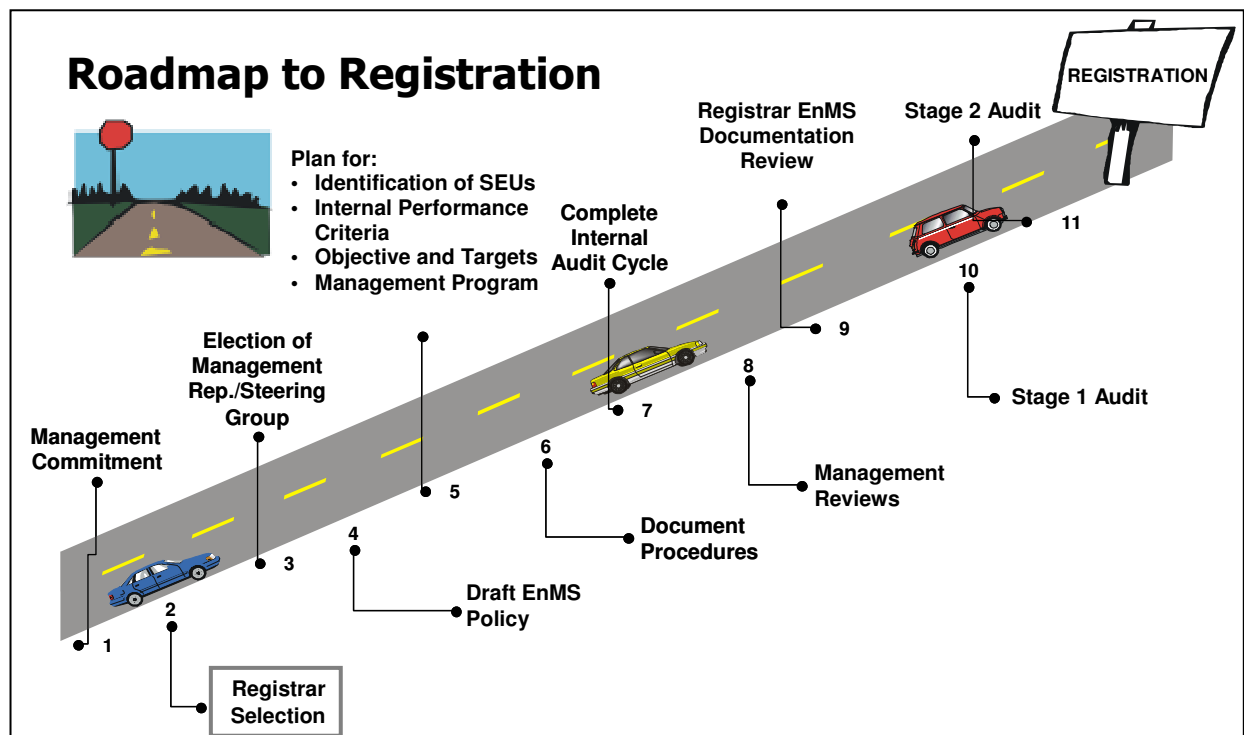 Roadmap to Registration
REGISTRATION
Plan for:
• Identification of SEUs
• Internal Performance
Criteria
• Objective and Targets
• Management Program
Registrar EnMS
Documentation
Review
Stage 2 Audit
Complete
Internal
Audit Cycle
11
10
Election of
Management
Rep./Steering
Group
9
8
Stage 1 Audit
7
Management
Commitment
6
Management
Reviews
5
4
Document
Procedures
3
Draft EnMS
Policy
2
1
Registrar
Selection